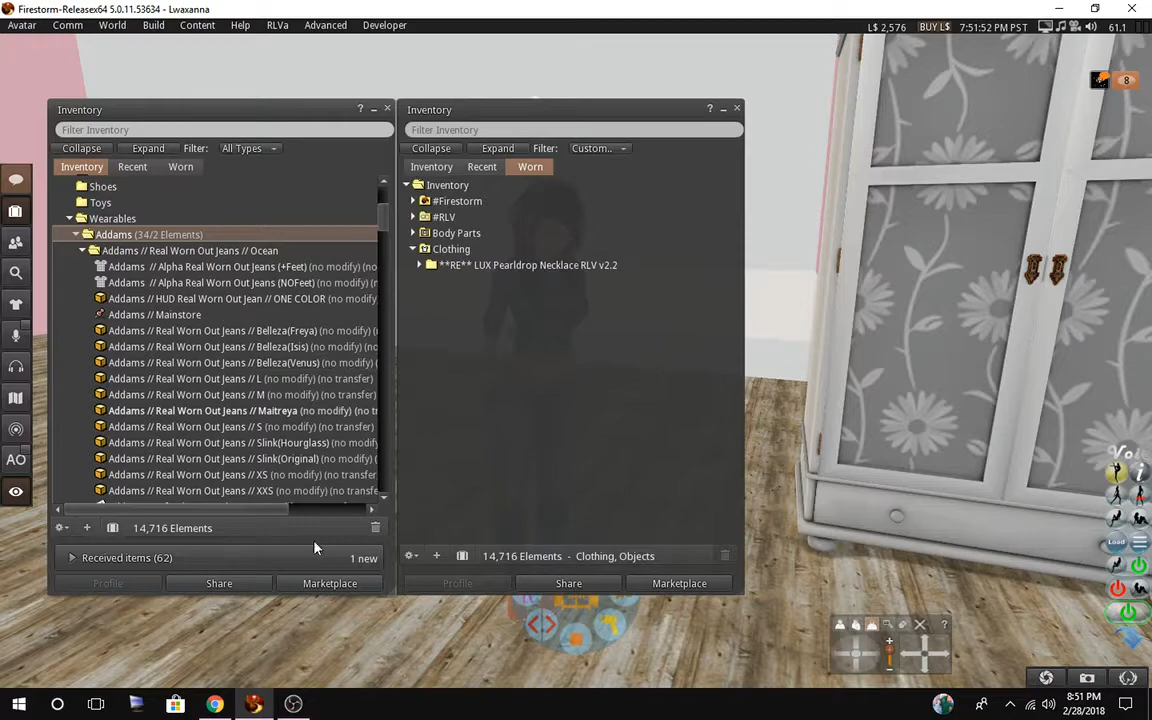 Firestorm-Releasex64 5.0.11.53634 - Lwaxanna
Avatar Comm World Build Content Help RLVa Advanced Developer
L$ 2,576 BUY L$ 7:51:52 PM PST 61.1
8
Inventory ?
Filter Inventory
Collapse Expand Filter: All Types
Inventory Recent Worn
Shoes
Toys
Wearables
Addams (34/2 Elements)
Addams // Real Worn Out Jeans // Ocean
Addams // Alpha Real Worn Out Jeans (+Feet) (no modify)
Addams // Alpha Real Worn Out Jeans (NOFeet) (no modify)
Addams // HUD Real Worn Out Jean // ONE COLOR (no modify)
Addams // Mainstore
Addams // Real Worn Out Jeans // Belleza(Freya) (no modify)
Addams // Real Worn Out Jeans // Belleza(Isis) (no modify)
Addams // Real Worn Out Jeans // Belleza(Venus) (no modify)
Addams // Real Worn Out Jeans // L (no modify) (no transfer)
Addams // Real Worn Out Jeans // M (no modify) (no transfer)
Addams // Real Worn Out Jeans // Maitreya (no modify) (no t
Addams // Real Worn Out Jeans // S (no modify) (no transfer)
Addams // Real Worn Out Jeans // Slink(Hourglass) (no modify
Addams // Real Worn Out Jeans // Slink(Original) (no modify)
Addams // Real Worn Out Jeans // XS (no modify) (no transfer
Addams // Real Worn Out Jeans // XXS (no modify) (no transfe
14,716 Elements
Received items (62) 1 new
Profile Share Marketplace
Inventory ?
Filter Inventory
Collapse Expand Filter: Custom..
Inventory Recent Worn
Inventory
#Firestorm
#RLV
Body Parts
Clothing
**RE** LUX Pearldrop Necklace RLV v2.2
14,716 Elements - Clothing, Objects
Profile Share Marketplace
AO
Load
?
8:51 PM
2/28/2018